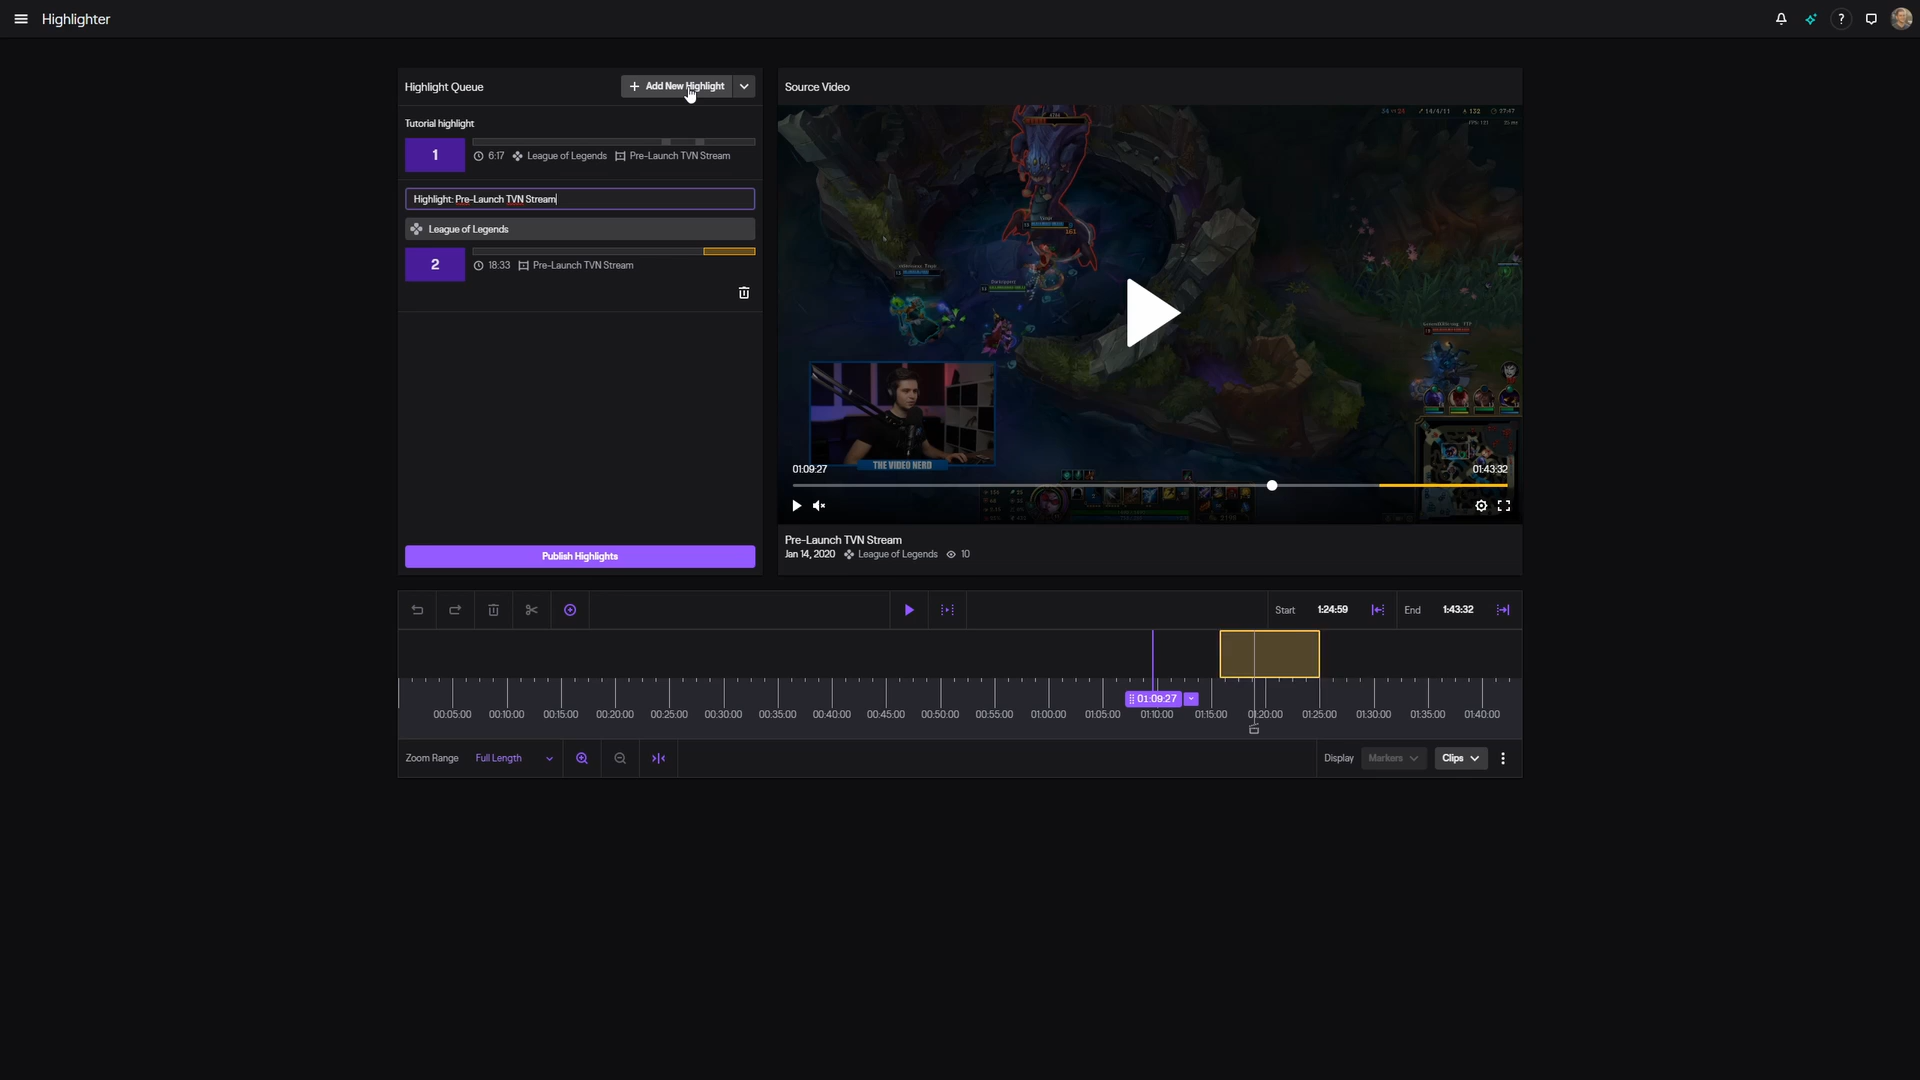 Highlighter
?
Highlight Queue
Add New Highlight
Tutorial highlight
1
6:17 League of Legends Pre-Launch TVN Stream
Highlight: Pre-Launch TVN Stream
League of Legends
2
18:33 Pre-Launch TVN Stream
Publish Highlights
Source Video
THE VIDEO NERD
01:09:27
01:43:32
Pre-Launch TVN Stream
Jan 14, 2020 League of Legends 10
Start 1:24:59 End 1:43:32
01:09:27
00:05:00 00:10:00 00:15:00 00:20:00 00:25:00 00:30:00 00:35:00 00:40:00 00:45:00 00:50:00 00:55:00 01:00:00 01:05:00 01:10:00 01:15:00 01:20:00 01:25:00 01:30:00 01:35:00 01:40:00
Zoom Range Full Length
Display Markers Clips